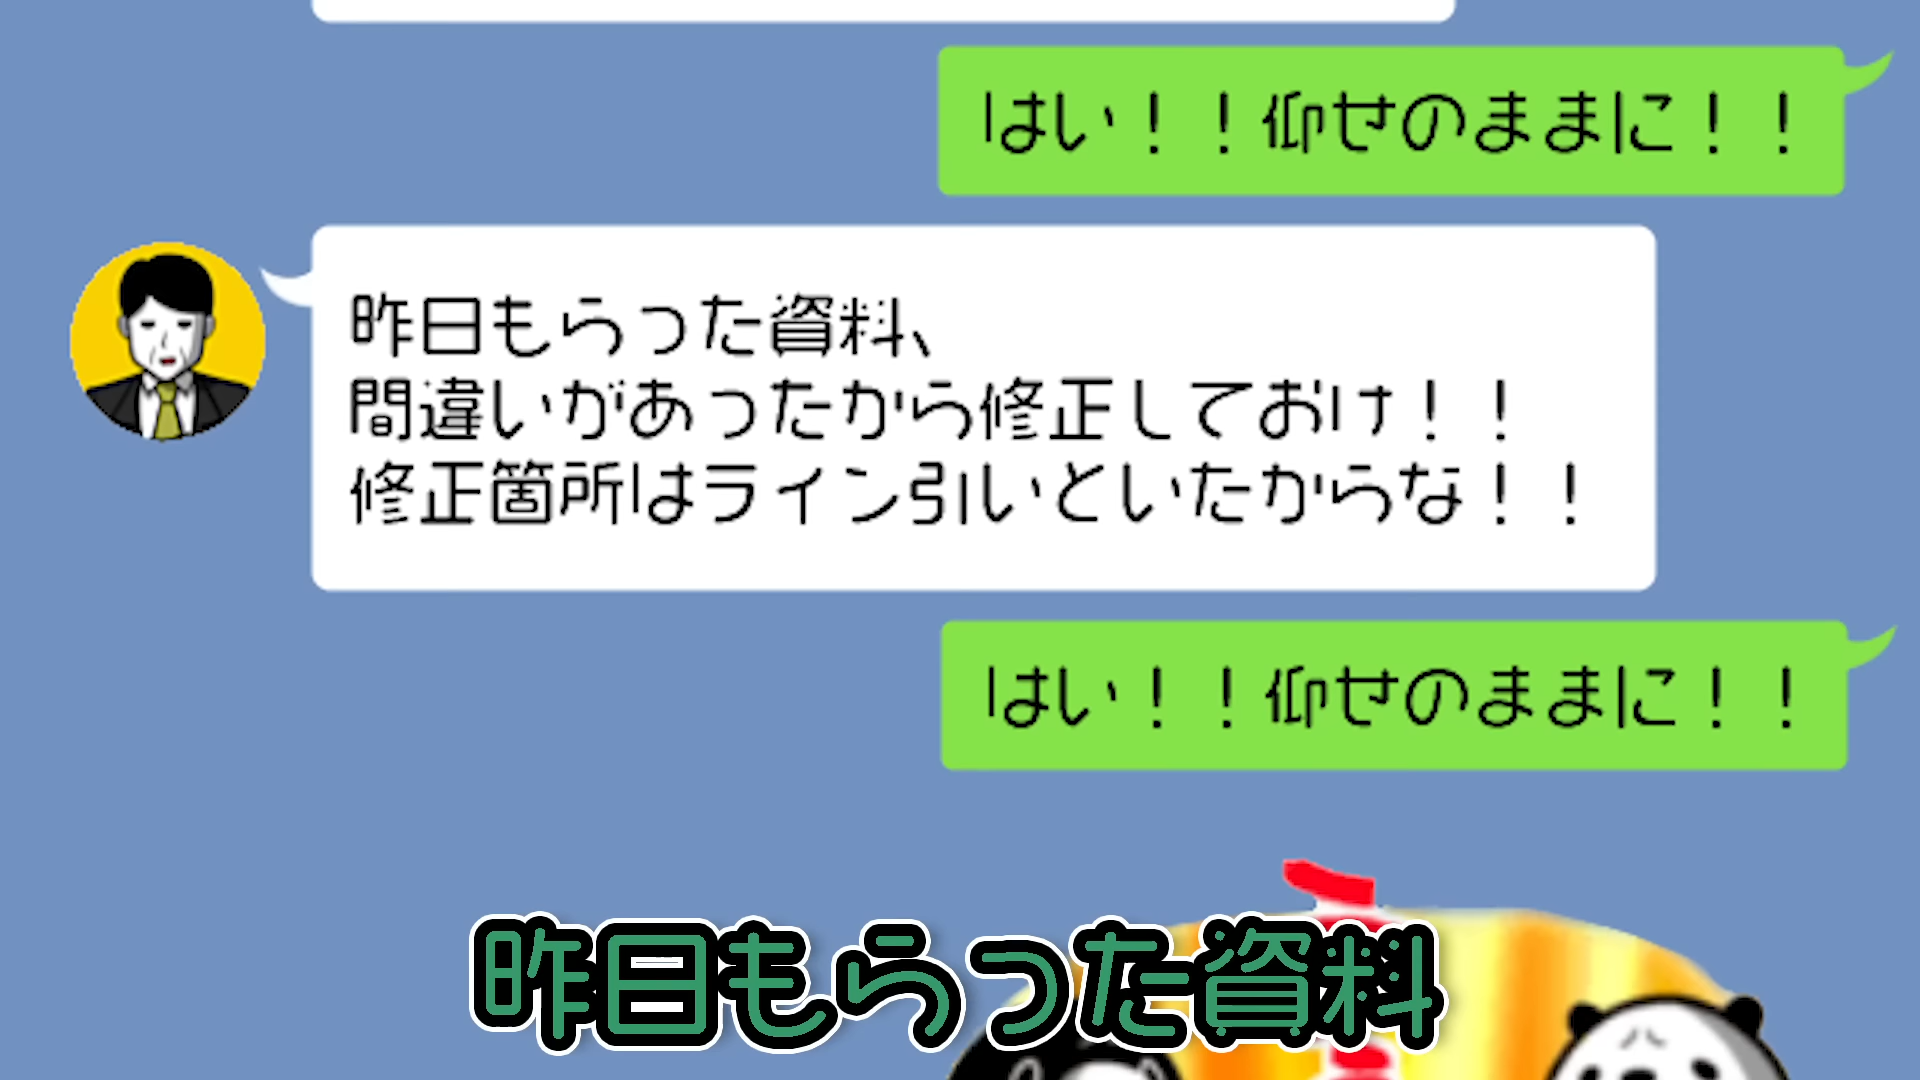 はい！！仰せのままに！！
昨日もらった資料、
間違いがあったから修正しておけ！！
修正箇所はライン引いといたからな！！
はい！！仰せのままに！！
昨日もらった資料